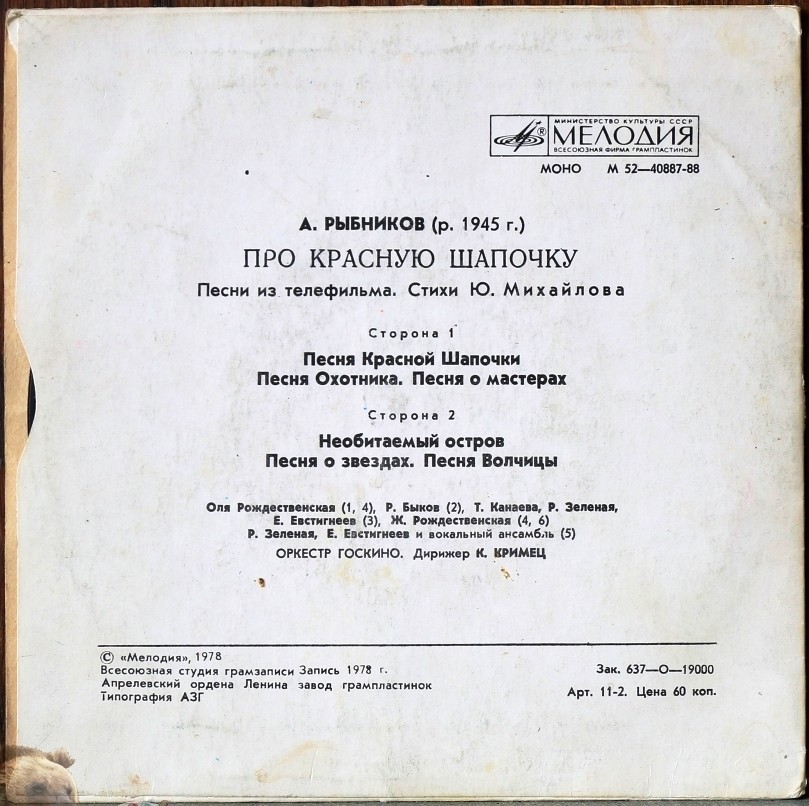 МИНИСТЕРСТВО КУЛЬТУРЫ СССР
® МЕЛОДИЯ
ВСЕСОЮЗНАЯ ФИРМА ГРАМПЛАСТИНОК
МОНО М 52—40887-88
А. РЫБНИКОВ (р. 1945 г.)
ПРО КРАСНУЮ ШАПОЧКУ
Песни из телефильма. Стихи Ю. Михайлова
Сторона 1
Песня Красной Шапочки
Песня Охотника. Песня о мастерах
Сторона 2
Необитаемый остров
Песня о звездах. Песня Волчицы
Оля Рождественская (1, 4), Р. Быков (2), Т. Канаева, Р. Зеленая,
Е. Евстигнеев (3), Ж. Рождественская (4, 6)
Р. Зеленая, Е. Евстигнеев и вокальный ансамбль (5)
ОРКЕСТР ГОСКИНО. Дирижер К. КРИМЕЦ
© «Мелодия», 1978
Всесоюзная студия грамзаписи Запись 1978 г.
Апрелевский ордена Ленина завод грампластинок
Типография АЗГ
Зак. 637—О—19000
Арт. 11-2. Цена 60 коп.